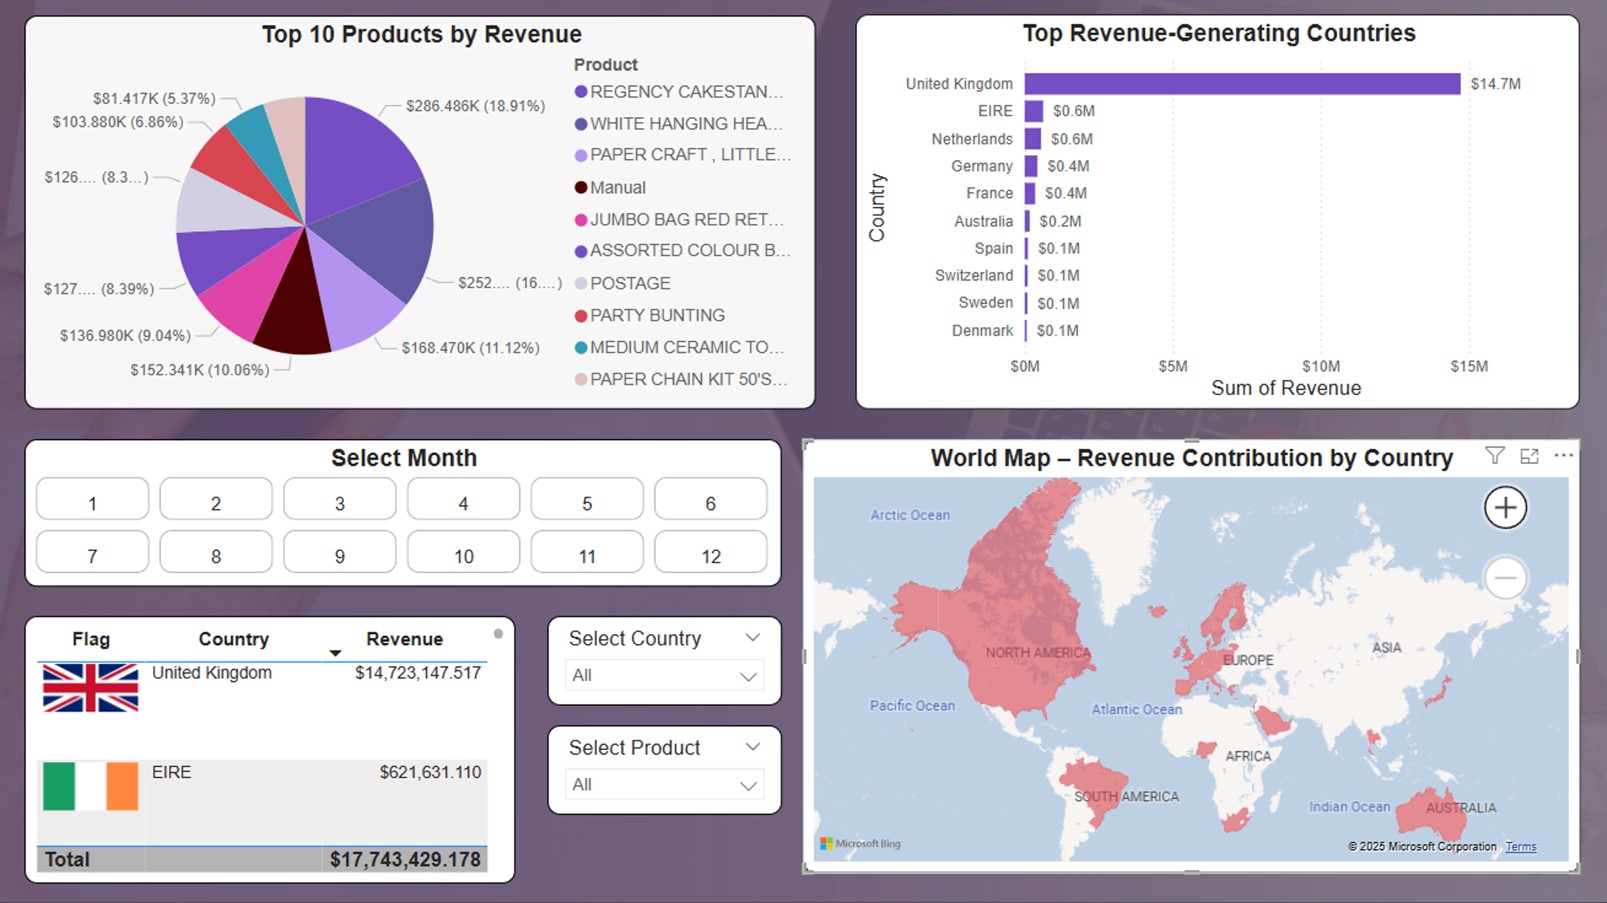 Top 10 Products by Revenue
$81.417K (5.37%)
$103.880K (6.86%)
$126.... (8.3...)
$127.... (8.39%)
$136.980K (9.04%)
$152.341K (10.06%)
$286.486K (18.91%)
$252.... (16....)
$168.470K (11.12%)
Product
REGENCY CAKESTAN...
WHITE HANGING HEA...
PAPER CRAFT , LITTLE...
Manual
JUMBO BAG RED RET...
ASSORTED COLOUR B...
POSTAGE
PARTY BUNTING
MEDIUM CERAMIC TO...
PAPER CHAIN KIT 50'S...
Top Revenue-Generating Countries
Country
United Kingdom $14.7M
EIRE $0.6M
Netherlands $0.6M
Germany $0.4M
France $0.4M
Australia $0.2M
Spain $0.1M
Switzerland $0.1M
Sweden $0.1M
Denmark $0.1M
$0M $5M $10M $15M
Sum of Revenue
Select Month
1 2 3 4 5 6
7 8 9 10 11 12
Flag Country Revenue
United Kingdom $14,723,147.517
EIRE $621,631.110
Total $17,743,429.178
Select Country
All
Select Product
All
World Map – Revenue Contribution by Country
Arctic Ocean
NORTH AMERICA
EUROPE
ASIA
Pacific Ocean
Atlantic Ocean
AFRICA
SOUTH AMERICA
Indian Ocean
AUSTRALIA
Microsoft Bing
© 2025 Microsoft Corporation Terms